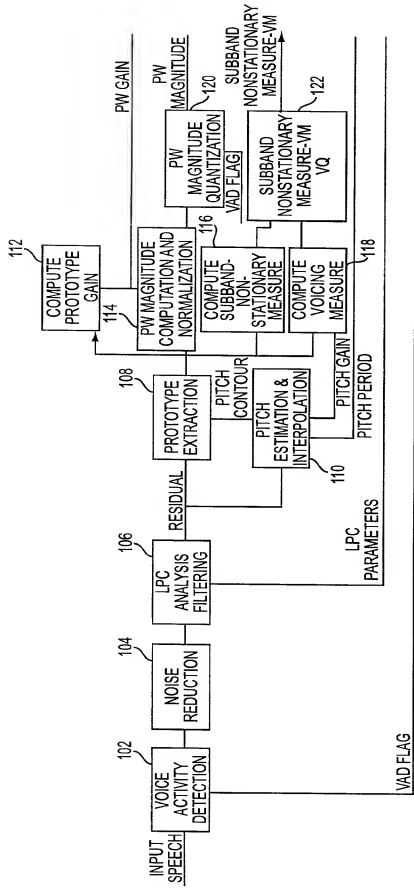 INPUT
SPEECH
102
VOICE
ACTIVITY
DETECTION
VAD FLAG
104
NOISE
REDUCTION
106
LPC
ANALYSIS
FILTERING
LPC
PARAMETERS
RESIDUAL
108
PROTOTYPE
EXTRACTION
PITCH
CONTOUR
PITCH
ESTIMATION &
INTERPOLATION
110
PITCH GAIN
PITCH PERIOD
112
COMPUTE
PROTOTYPE
GAIN
PW GAIN
114
PW MAGNITUDE
COMPUTATION AND
NORMALIZATION
116
COMPUTE
SUBBAND-
NON-
STATIONARY
MEASURE
COMPUTE
VOICING
MEASURE
118
PW
MAGNITUDE
QUANTIZATION
120
VAD FLAG
PW
MAGNITUDE
SUBBAND
NONSTATIONARY
MEASURE-VM
VQ
122
SUBBAND
NONSTATIONARY
MEASURE-VM